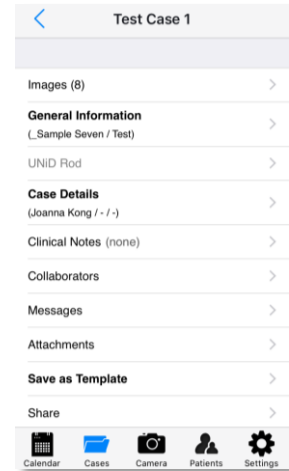 Test Case 1
Images (8)
General Information
(_Sample Seven / Test)
UNiD Rod
Case Details
(Joanna Kong / - / -)
Clinical Notes (none)
Collaborators
Messages
Attachments
Save as Template
Share
Calendar Cases Camera Patients Settings